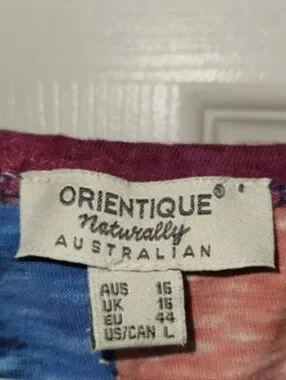 ORIENTIQUE®
Naturally
AUSTRALIAN
AUS 16
UK 16
EU 44
US/CAN L